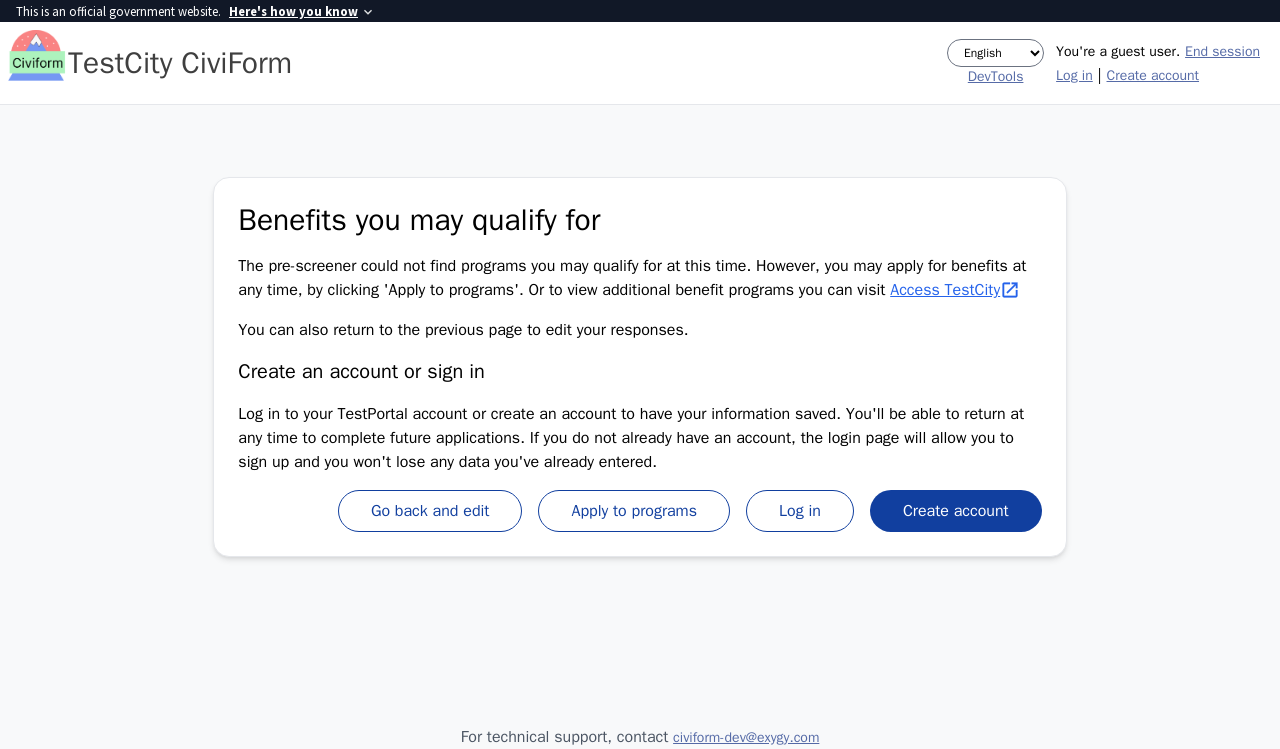 This is an official government website. Here's how you know
Civiform
TestCity CiviForm
English
DevTools
You're a guest user. End session
Log in | Create account
Benefits you may qualify for
The pre-screener could not find programs you may qualify for at this time. However, you may apply for benefits at
any time, by clicking 'Apply to programs'. Or to view additional benefit programs you can visit Access TestCity
You can also return to the previous page to edit your responses.
Create an account or sign in
Log in to your TestPortal account or create an account to have your information saved. You'll be able to return at
any time to complete future applications. If you do not already have an account, the login page will allow you to
sign up and you won't lose any data you've already entered.
Go back and edit
Apply to programs
Log in
Create account
For technical support, contact civiform-dev@exygy.com